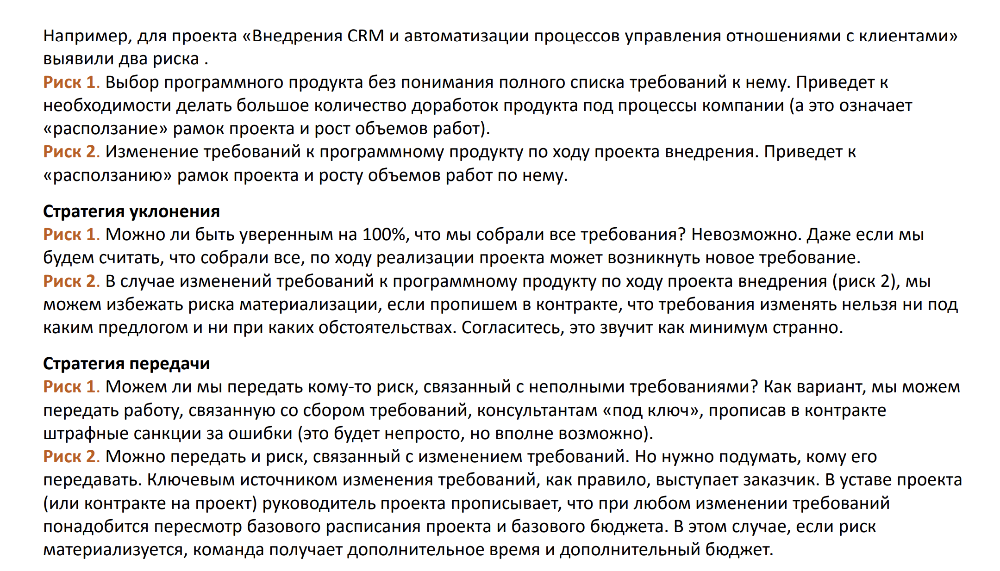 Например, для проекта «Внедрения CRM и автоматизации процессов управления отношениями с клиентами»
выявили два риска .
Риск 1. Выбор программного продукта без понимания полного списка требований к нему. Приведет к
необходимости делать большое количество доработок продукта под процессы компании (а это означает
«расползание» рамок проекта и рост объемов работ).
Риск 2. Изменение требований к программному продукту по ходу проекта внедрения. Приведет к
«расползанию» рамок проекта и росту объемов работ по нему.
Стратегия уклонения
Риск 1. Можно ли быть уверенным на 100%, что мы собрали все требования? Невозможно. Даже если мы
будем считать, что собрали все, по ходу реализации проекта может возникнуть новое требование.
Риск 2. В случае изменений требований к программному продукту по ходу проекта внедрения (риск 2), мы
можем избежать риска материализации, если пропишем в контракте, что требования изменять нельзя ни под
каким предлогом и ни при каких обстоятельствах. Согласитесь, это звучит как минимум странно.
Стратегия передачи
Риск 1. Можем ли мы передать кому-то риск, связанный с неполными требованиями? Как вариант, мы можем
передать работу, связанную со сбором требований, консультантам «под ключ», прописав в контракте
штрафные санкции за ошибки (это будет непросто, но вполне возможно).
Риск 2. Можно передать и риск, связанный с изменением требований. Но нужно подумать, кому его
передавать. Ключевым источником изменения требований, как правило, выступает заказчик. В уставе проекта
(или контракте на проект) руководитель проекта прописывает, что при любом изменении требований
понадобится пересмотр базового расписания проекта и базового бюджета. В этом случае, если риск
материализуется, команда получает дополнительное время и дополнительный бюджет.